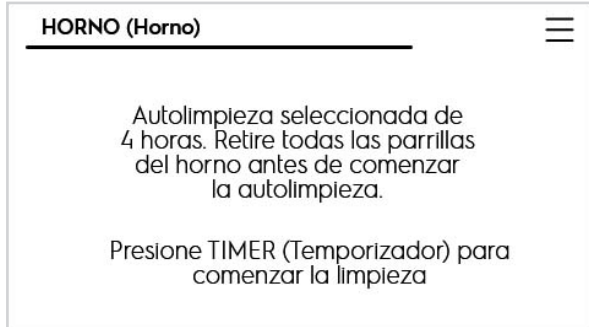 HORNO (Horno)
Autolimpieza seleccionada de
4 horas. Retire todas las parrillas
del horno antes de comenzar
la autolimpieza.
Presione TIMER (Temporizador) para
comenzar la limpieza